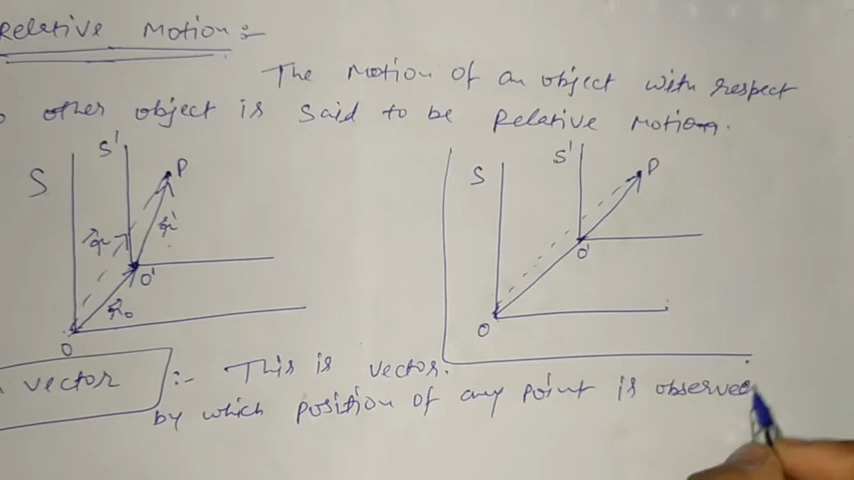 Relative Motion :-
The Motion of an object with respect
other object is said to be Relative Motion.
S S' P
r r'
O'
r₀
O
S S' P
O'
O
vector :- This is vector.
by which position of any point is observed